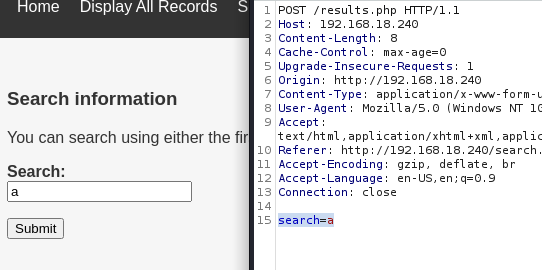 Home Display All Records S
Search information
You can search using either the fir
Search:
a
Submit
1 POST /results.php HTTP/1.1
2 Host: 192.168.18.240
3 Content-Length: 8
4 Cache-Control: max-age=0
5 Upgrade-Insecure-Requests: 1
6 Origin: http://192.168.18.240
7 Content-Type: application/x-www-form-u
8 User-Agent: Mozilla/5.0 (Windows NT 10
9 Accept:
text/html,application/xhtml+xml,applic
10 Referer: http://192.168.18.240/search.
11 Accept-Encoding: gzip, deflate, br
12 Accept-Language: en-US,en;q=0.9
13 Connection: close
14
15 search=a